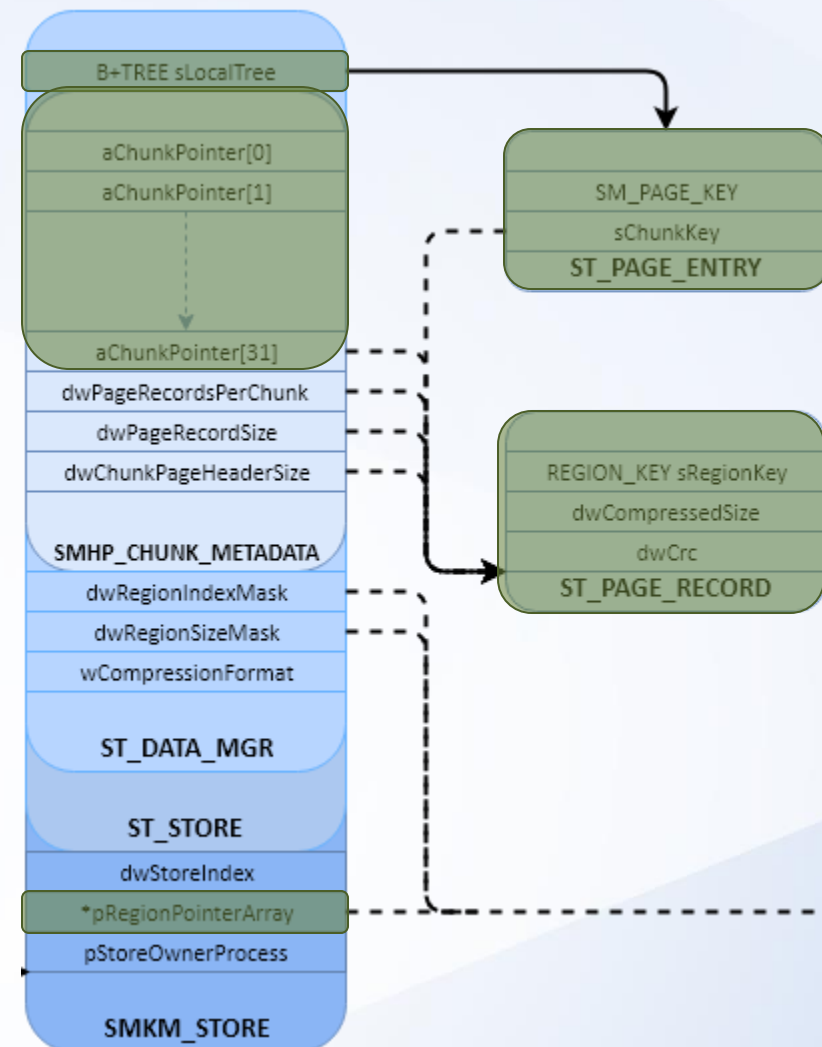 B+TREE sLocalTree
aChunkPointer[0]
aChunkPointer[1]
aChunkPointer[31]
dwPageRecordsPerChunk
dwPageRecordSize
dwChunkPageHeaderSize
SMHP_CHUNK_METADATA
dwRegionIndexMask
dwRegionSizeMask
wCompressionFormat
ST_DATA_MGR
ST_STORE
dwStoreIndex
*pRegionPointerArray
pStoreOwnerProcess
SMKM_STORE
SM_PAGE_KEY
sChunkKey
ST_PAGE_ENTRY
REGION_KEY sRegionKey
dwCompressedSize
dwCrc
ST_PAGE_RECORD